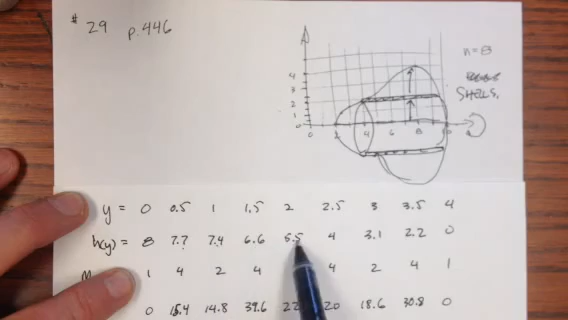 # 29 p. 446
n = 8
SHELLS.
4
3
2
1
0
0 2 4 6 8 10
y = 0 0.5 1 1.5 2 2.5 3 3.5 4
h(y) = 8 7.7 7.4 6.6 5.5 4 3.1 2.2 0
1 4 2 4 4 2 4 1
0 15.4 14.8 39.6 22 20 18.6 30.8 0